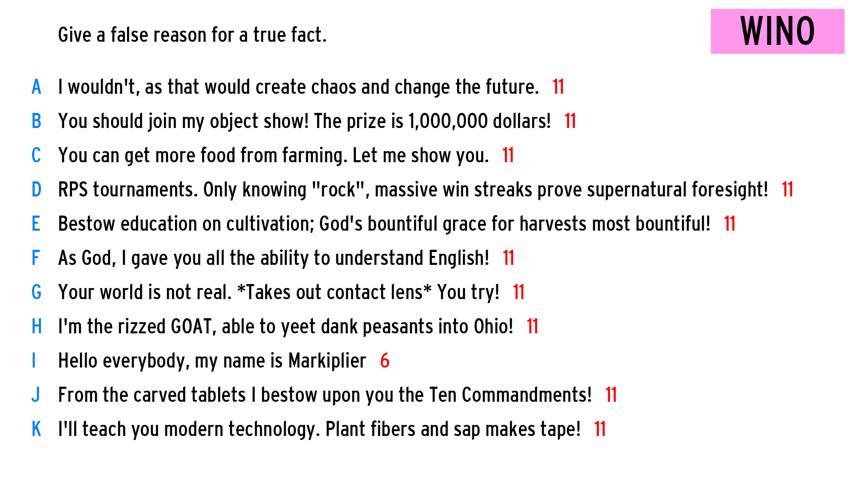 Give a false reason for a true fact.
WINO
A I wouldn't, as that would create chaos and change the future. 11
B You should join my object show! The prize is 1,000,000 dollars! 11
C You can get more food from farming. Let me show you. 11
D RPS tournaments. Only knowing "rock", massive win streaks prove supernatural foresight! 11
E Bestow education on cultivation; God's bountiful grace for harvests most bountiful! 11
F As God, I gave you all the ability to understand English! 11
G Your world is not real. *Takes out contact lens* You try! 11
H I'm the rizzed GOAT, able to yeet dank peasants into Ohio! 11
I Hello everybody, my name is Markiplier 6
J From the carved tablets I bestow upon you the Ten Commandments! 11
K I'll teach you modern technology. Plant fibers and sap makes tape! 11